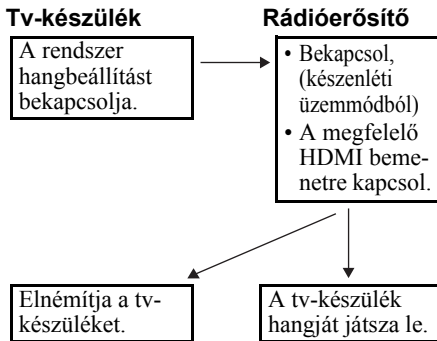 Tv-készülék
Rádióerősítő
A rendszer
hangbeállítást
bekapcsolja.
• Bekapcsol,
(készenléti
üzemmódból)
• A megfelelő
HDMI beme-
netre kapcsol.
Elnémítja a tv-
készüléket.
A tv-készülék
hangját játsza le.